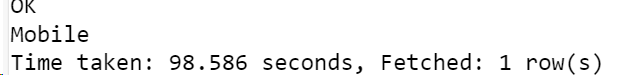 OK
Mobile
Time taken: 98.586 seconds, Fetched: 1 row(s)